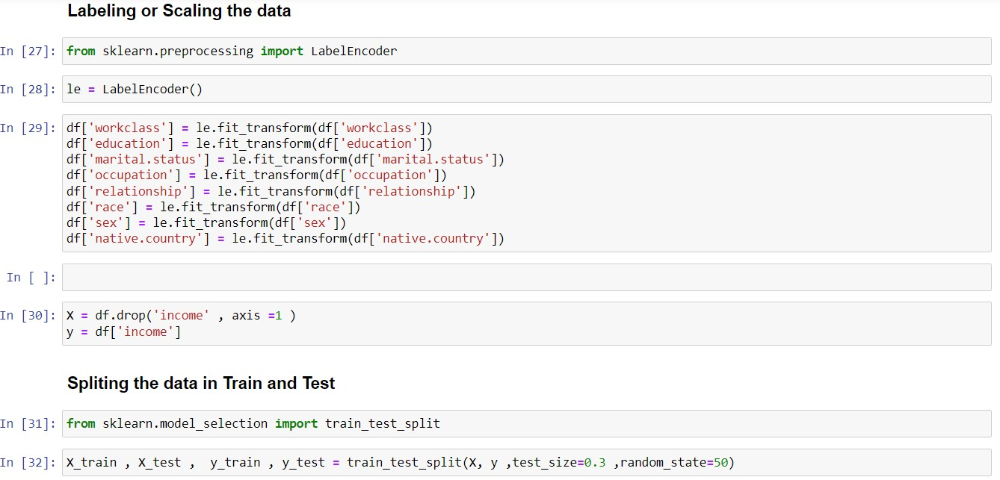 Labeling or Scaling the data
In [27]: from sklearn.preprocessing import LabelEncoder
In [28]: le = LabelEncoder()
In [29]: df['workclass'] = le.fit_transform(df['workclass'])
df['education'] = le.fit_transform(df['education'])
df['marital.status'] = le.fit_transform(df['marital.status'])
df['occupation'] = le.fit_transform(df['occupation'])
df['relationship'] = le.fit_transform(df['relationship'])
df['race'] = le.fit_transform(df['race'])
df['sex'] = le.fit_transform(df['sex'])
df['native.country'] = le.fit_transform(df['native.country'])
In [ ]:
In [30]: X = df.drop('income' , axis =1 )
y = df['income']
Spliting the data in Train and Test
In [31]: from sklearn.model_selection import train_test_split
In [32]: X_train , X_test ,  y_train , y_test = train_test_split(X, y ,test_size=0.3 ,random_state=50)